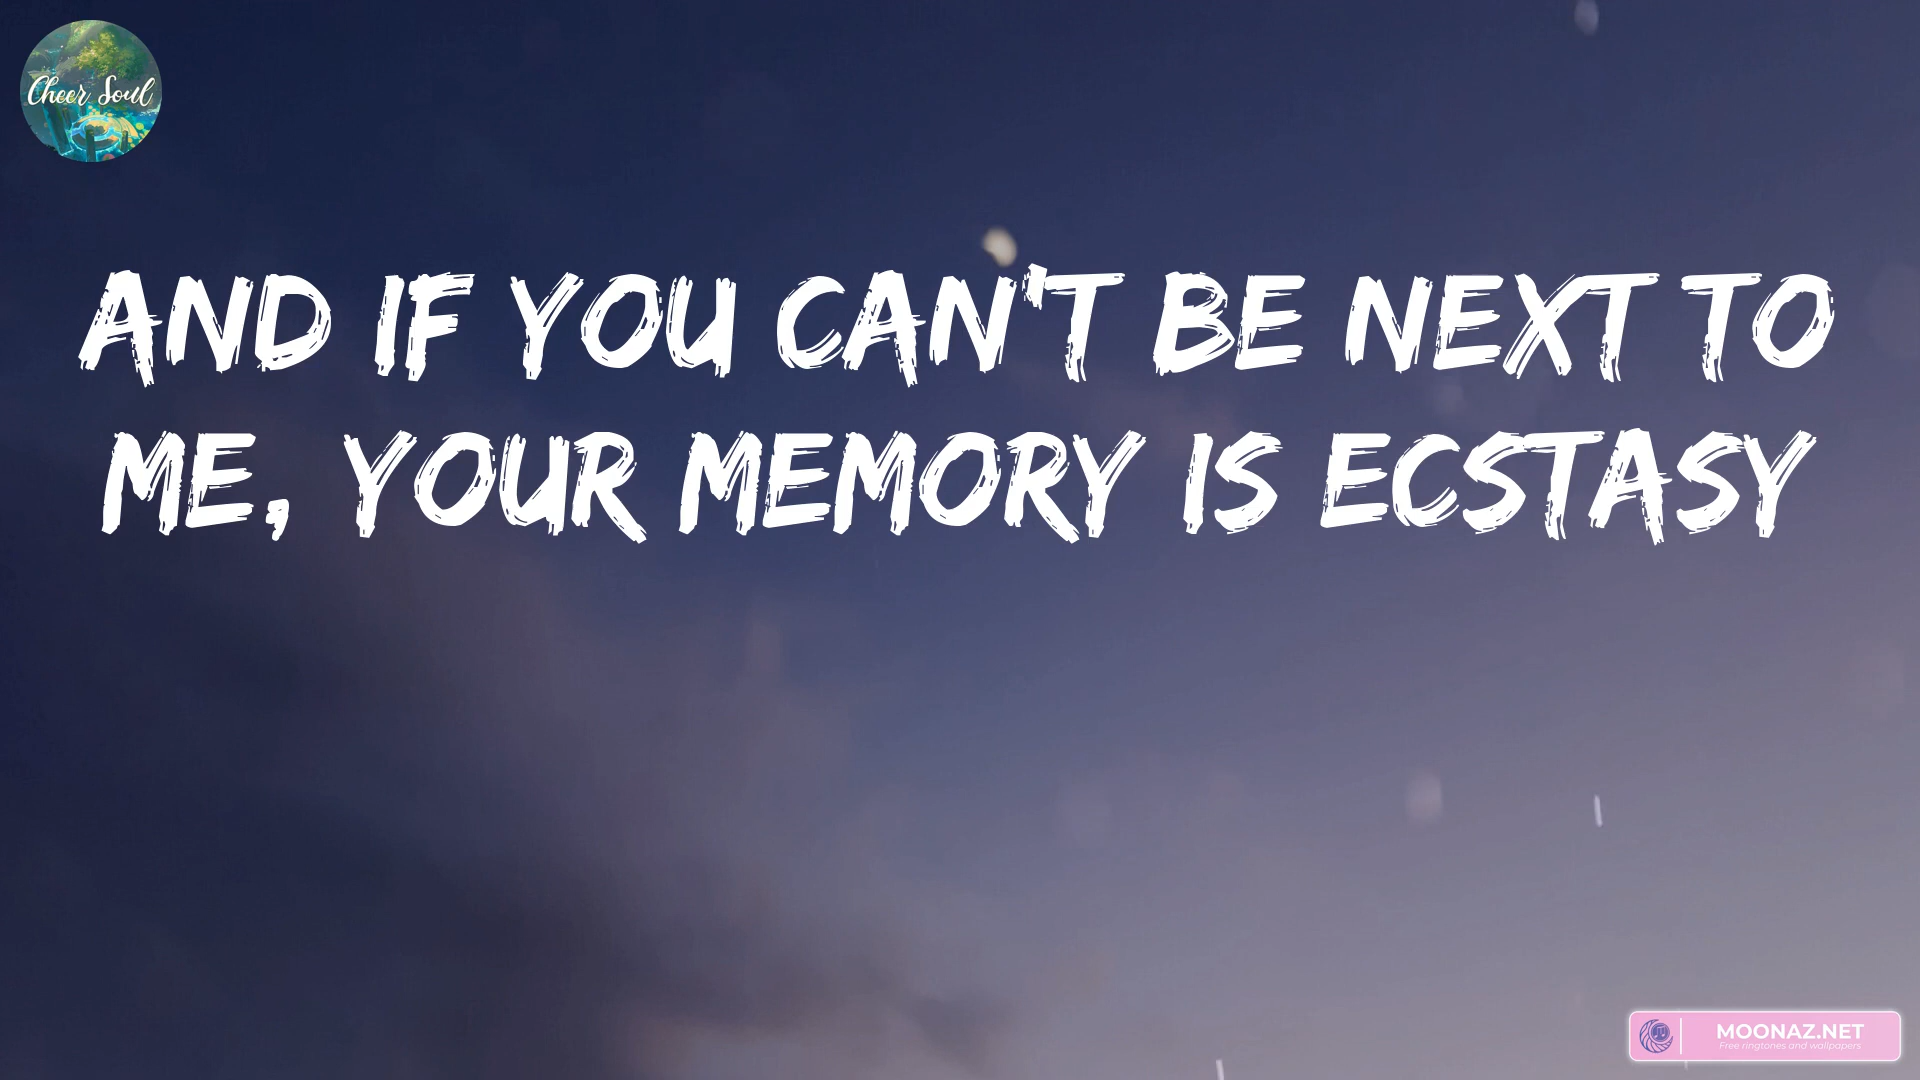 Cheer Soul
AND IF YOU CAN'T BE NEXT TO
ME, YOUR MEMORY IS ECSTASY
MOONAZ.NET
Free ringtones and wallpapers